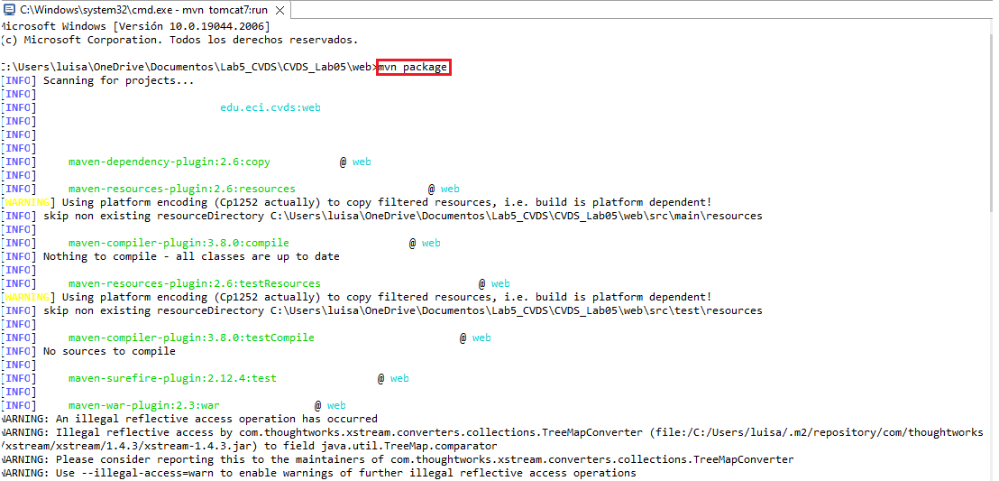 C:\Windows\system32\cmd.exe - mvn tomcat7:run
Microsoft Windows [Versión 10.0.19044.2006]
(c) Microsoft Corporation. Todos los derechos reservados.
C:\Users\luisa\OneDrive\Documentos\Lab5_CVDS\CVDS_Lab05\web>mvn package
[INFO] Scanning for projects...
[INFO]
[INFO] edu.eci.cvds:web
[INFO]
[INFO]
[INFO]
[INFO] maven-dependency-plugin:2.6:copy @ web
[INFO]
[INFO] maven-resources-plugin:2.6:resources @ web
[WARNING] Using platform encoding (Cp1252 actually) to copy filtered resources, i.e. build is platform dependent!
[INFO] skip non existing resourceDirectory C:\Users\luisa\OneDrive\Documentos\Lab5_CVDS\CVDS_Lab05\web\src\main\resources
[INFO]
[INFO] maven-compiler-plugin:3.8.0:compile @ web
[INFO] Nothing to compile - all classes are up to date
[INFO]
[INFO] maven-resources-plugin:2.6:testResources @ web
[WARNING] Using platform encoding (Cp1252 actually) to copy filtered resources, i.e. build is platform dependent!
[INFO] skip non existing resourceDirectory C:\Users\luisa\OneDrive\Documentos\Lab5_CVDS\CVDS_Lab05\web\src\test\resources
[INFO]
[INFO] maven-compiler-plugin:3.8.0:testCompile @ web
[INFO] No sources to compile
[INFO]
[INFO] maven-surefire-plugin:2.12.4:test @ web
[INFO]
[INFO] maven-war-plugin:2.3:war @ web
WARNING: An illegal reflective access operation has occurred
WARNING: Illegal reflective access by com.thoughtworks.xstream.converters.collections.TreeMapConverter (file:/C:/Users/luisa/.m2/repository/com/thoughtworks
/xstream/xstream/1.4.3/xstream-1.4.3.jar) to field java.util.TreeMap.comparator
WARNING: Please consider reporting this to the maintainers of com.thoughtworks.xstream.converters.collections.TreeMapConverter
WARNING: Use --illegal-access=warn to enable warnings of further illegal reflective access operations